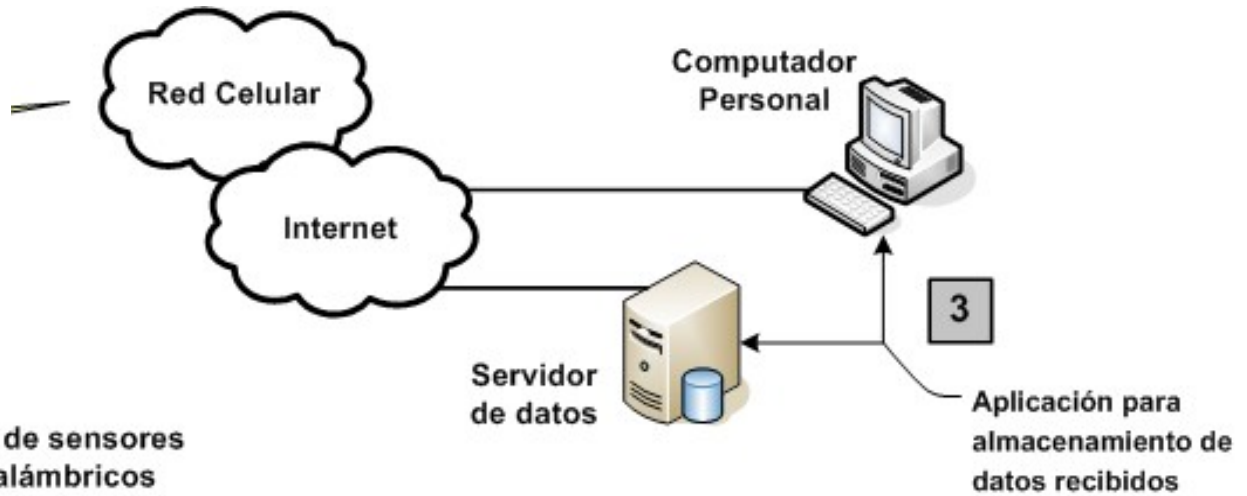 Red Celular
Internet
Computador
Personal
3
Servidor
de datos
Aplicación para
almacenamiento de
datos recibidos
de sensores
alámbricos